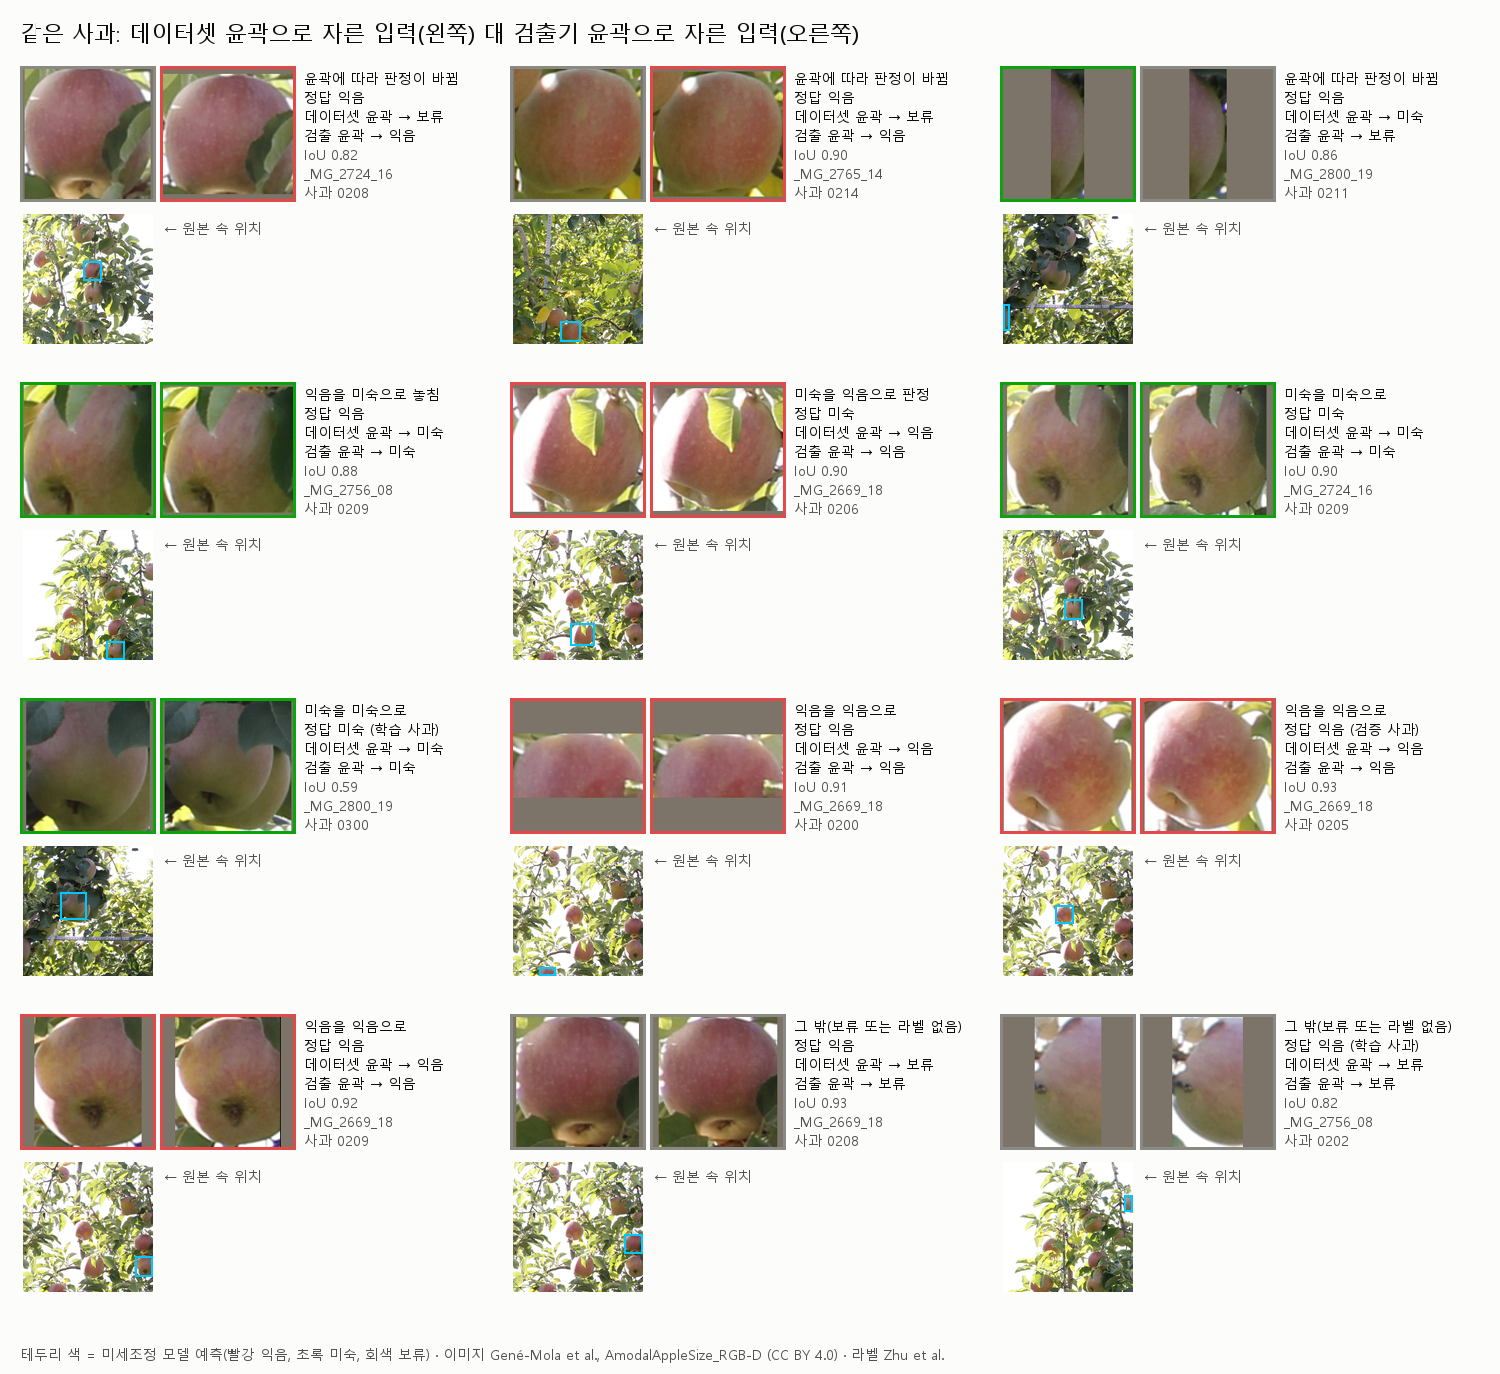 같은 사과: 데이터셋 윤곽으로 자른 입력(왼쪽) 대 검출기 윤곽으로 자른 입력(오른쪽)
윤곽에 따라 판정이 바뀜
정답 익음
데이터셋 윤곽 → 보류
검출 윤곽 → 익음
IoU 0.82
_MG_2724_16
사과 0208
← 원본 속 위치
윤곽에 따라 판정이 바뀜
정답 익음
데이터셋 윤곽 → 보류
검출 윤곽 → 익음
IoU 0.90
_MG_2765_14
사과 0214
← 원본 속 위치
윤곽에 따라 판정이 바뀜
정답 익음
데이터셋 윤곽 → 미숙
검출 윤곽 → 보류
IoU 0.86
_MG_2800_19
사과 0211
← 원본 속 위치
익음을 미숙으로 놓침
정답 익음
데이터셋 윤곽 → 미숙
검출 윤곽 → 미숙
IoU 0.88
_MG_2756_08
사과 0209
← 원본 속 위치
미숙을 익음으로 판정
정답 미숙
데이터셋 윤곽 → 익음
검출 윤곽 → 익음
IoU 0.90
_MG_2669_18
사과 0206
← 원본 속 위치
미숙을 미숙으로
정답 미숙
데이터셋 윤곽 → 미숙
검출 윤곽 → 미숙
IoU 0.90
_MG_2724_16
사과 0209
← 원본 속 위치
미숙을 미숙으로
정답 미숙 (학습 사과)
데이터셋 윤곽 → 미숙
검출 윤곽 → 미숙
IoU 0.59
_MG_2800_19
사과 0300
← 원본 속 위치
익음을 익음으로
정답 익음
데이터셋 윤곽 → 익음
검출 윤곽 → 익음
IoU 0.91
_MG_2669_18
사과 0200
← 원본 속 위치
익음을 익음으로
정답 익음 (검증 사과)
데이터셋 윤곽 → 익음
검출 윤곽 → 익음
IoU 0.93
_MG_2669_18
사과 0205
← 원본 속 위치
익음을 익음으로
정답 익음
데이터셋 윤곽 → 익음
검출 윤곽 → 익음
IoU 0.92
_MG_2669_18
사과 0209
← 원본 속 위치
그 밖(보류 또는 라벨 없음)
정답 익음
데이터셋 윤곽 → 보류
검출 윤곽 → 보류
IoU 0.93
_MG_2669_18
사과 0208
← 원본 속 위치
그 밖(보류 또는 라벨 없음)
정답 익음 (학습 사과)
데이터셋 윤곽 → 보류
검출 윤곽 → 보류
IoU 0.82
_MG_2756_08
사과 0202
← 원본 속 위치
테두리 색 = 미세조정 모델 예측(빨강 익음, 초록 미숙, 회색 보류) · 이미지 Gené-Mola et al., AmodalAppleSize_RGB-D (CC BY 4.0) · 라벨 Zhu et al.